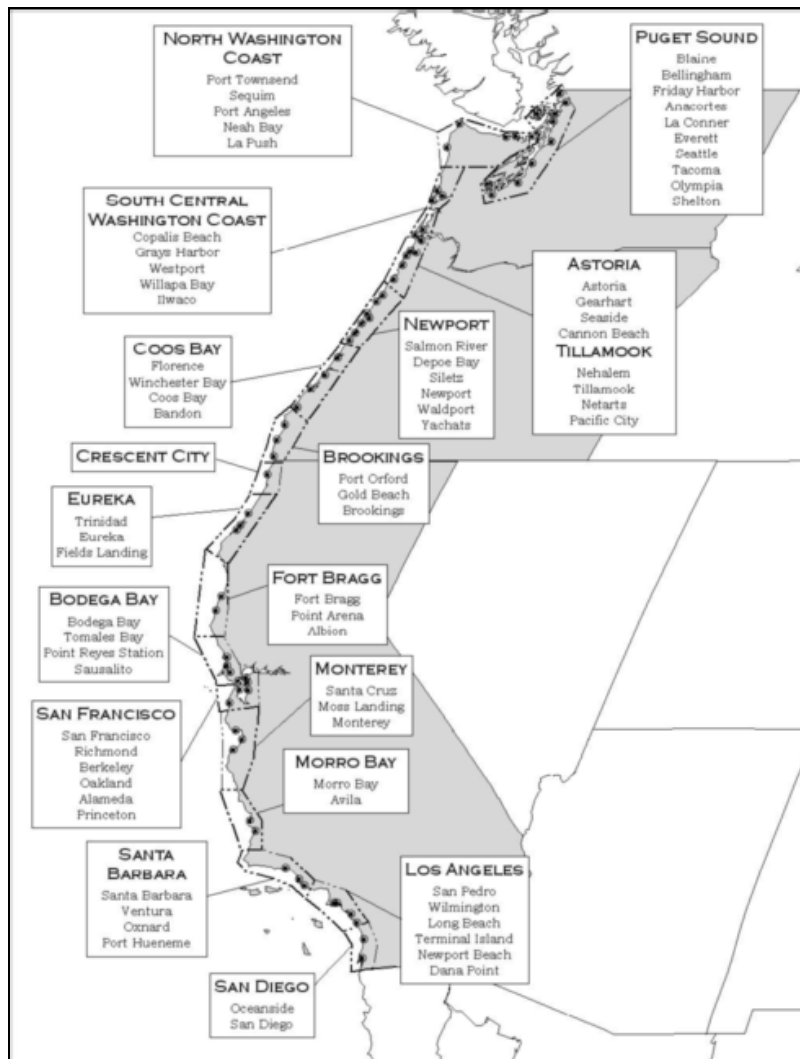 NORTH WASHINGTON
COAST
Port Townsend
Sequim
Port Angeles
Neah Bay
La Push
PUGET SOUND
Blaine
Bellingham
Friday Harbor
Anacortes
La Conner
Everett
Seattle
Tacoma
Olympia
Shelton
SOUTH CENTRAL
WASHINGTON COAST
Copalis Beach
Grays Harbor
Westport
Willapa Bay
Ilwaco
ASTORIA
Astoria
Gearhart
Seaside
Cannon Beach
TILLAMOOK
Nehalem
Tillamook
Netarts
Pacific City
NEWPORT
Salmon River
Depoe Bay
Siletz
Newport
Waldport
Yachats
COOS BAY
Florence
Winchester Bay
Coos Bay
Bandon
CRESCENT CITY
BROOKINGS
Port Orford
Gold Beach
Brookings
EUREKA
Trinidad
Eureka
Fields Landing
FORT BRAGG
Fort Bragg
Point Arena
Albion
BODEGA BAY
Bodega Bay
Tomales Bay
Point Reyes Station
Sausalito
MONTEREY
Santa Cruz
Moss Landing
Monterey
SAN FRANCISCO
San Francisco
Richmond
Berkeley
Oakland
Alameda
Princeton
MORRO BAY
Morro Bay
Avila
SANTA
BARBARA
Santa Barbara
Ventura
Oxnard
Port Hueneme
LOS ANGELES
San Pedro
Wilmington
Long Beach
Terminal Island
Newport Beach
Dana Point
SAN DIEGO
Oceanside
San Diego